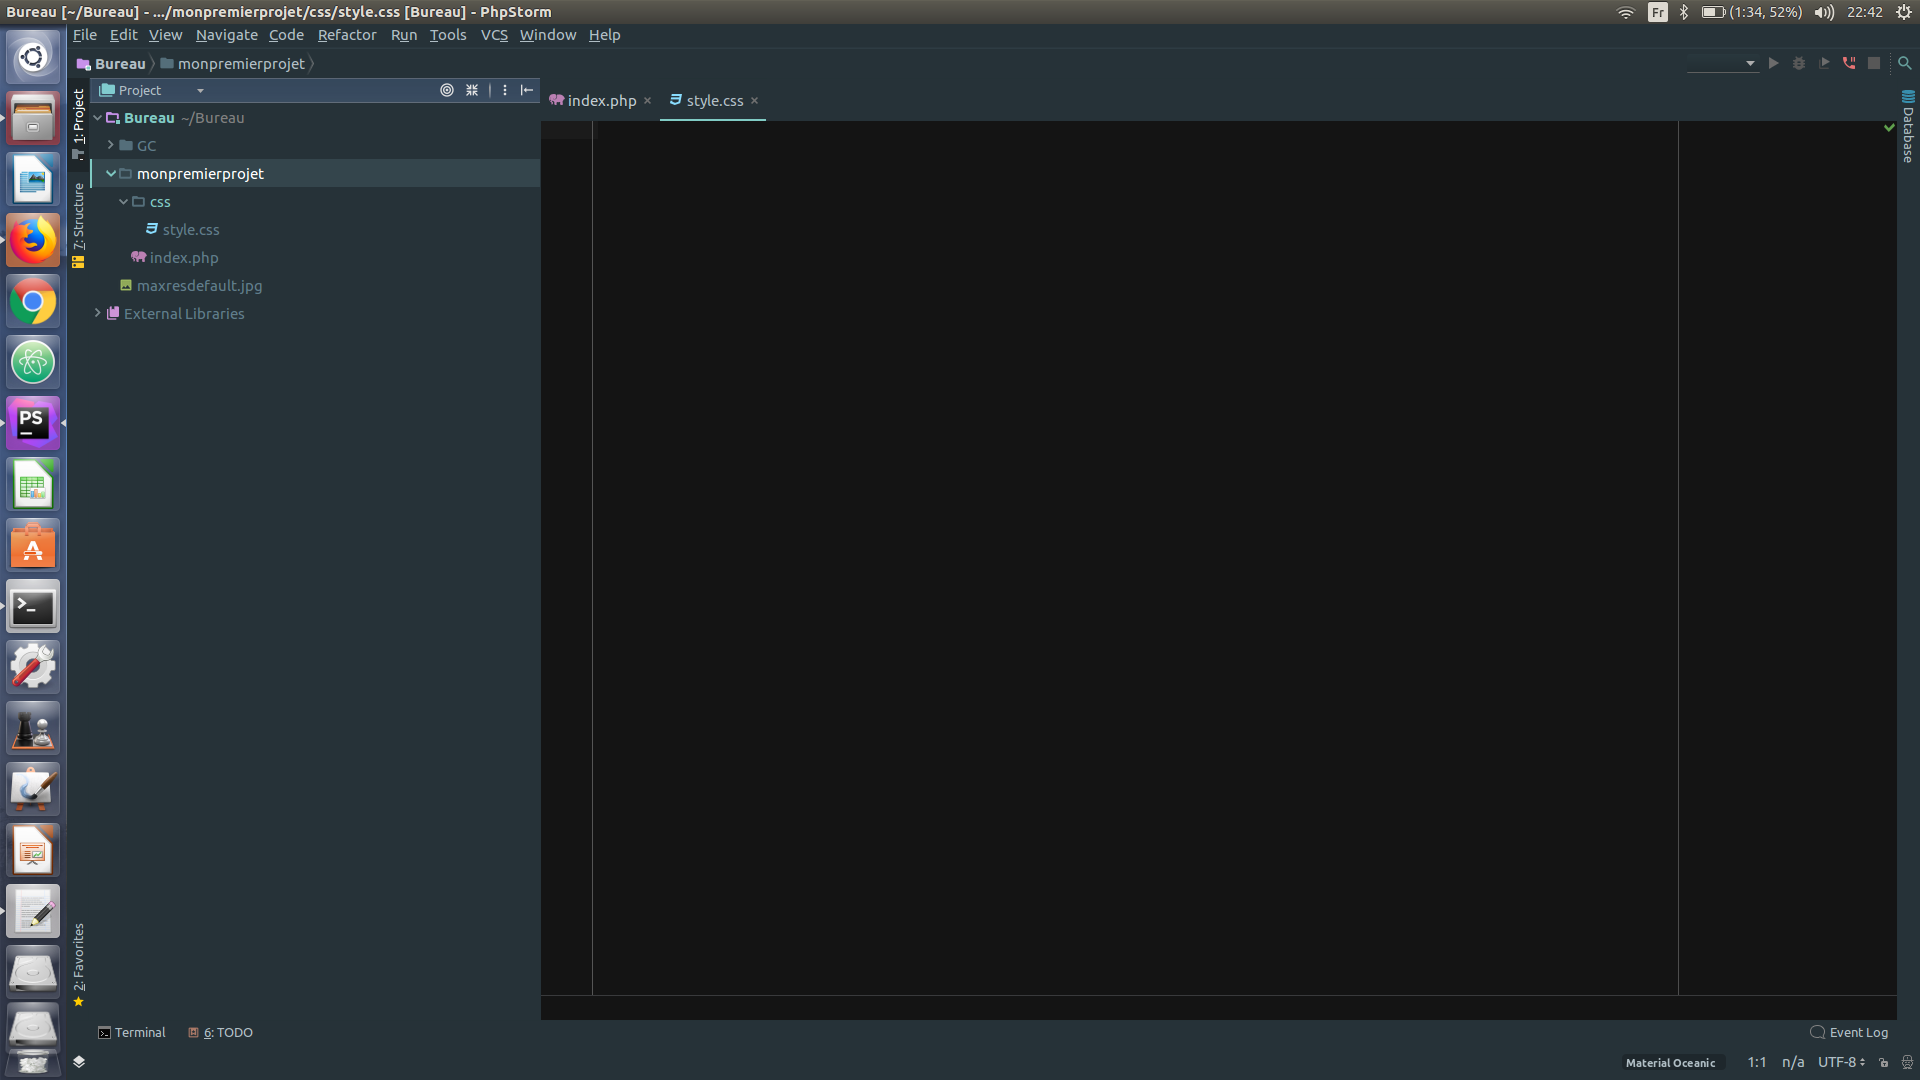 Bureau [~/Bureau] - .../monpremierprojet/css/style.css [Bureau] - PhpStorm
Fr
(1:34, 52%)
22:42
File Edit View Navigate Code Refactor Run Tools VCS Window Help
Bureau
monpremierprojet
Project
index.php
style.css
1: Project
7: Structure
2: Favorites
Bureau ~/Bureau
GC
monpremierprojet
css
style.css
index.php
maxresdefault.jpg
External Libraries
PS
Database
Terminal
6: TODO
Event Log
Material Oceanic
1:1
n/a
UTF-8